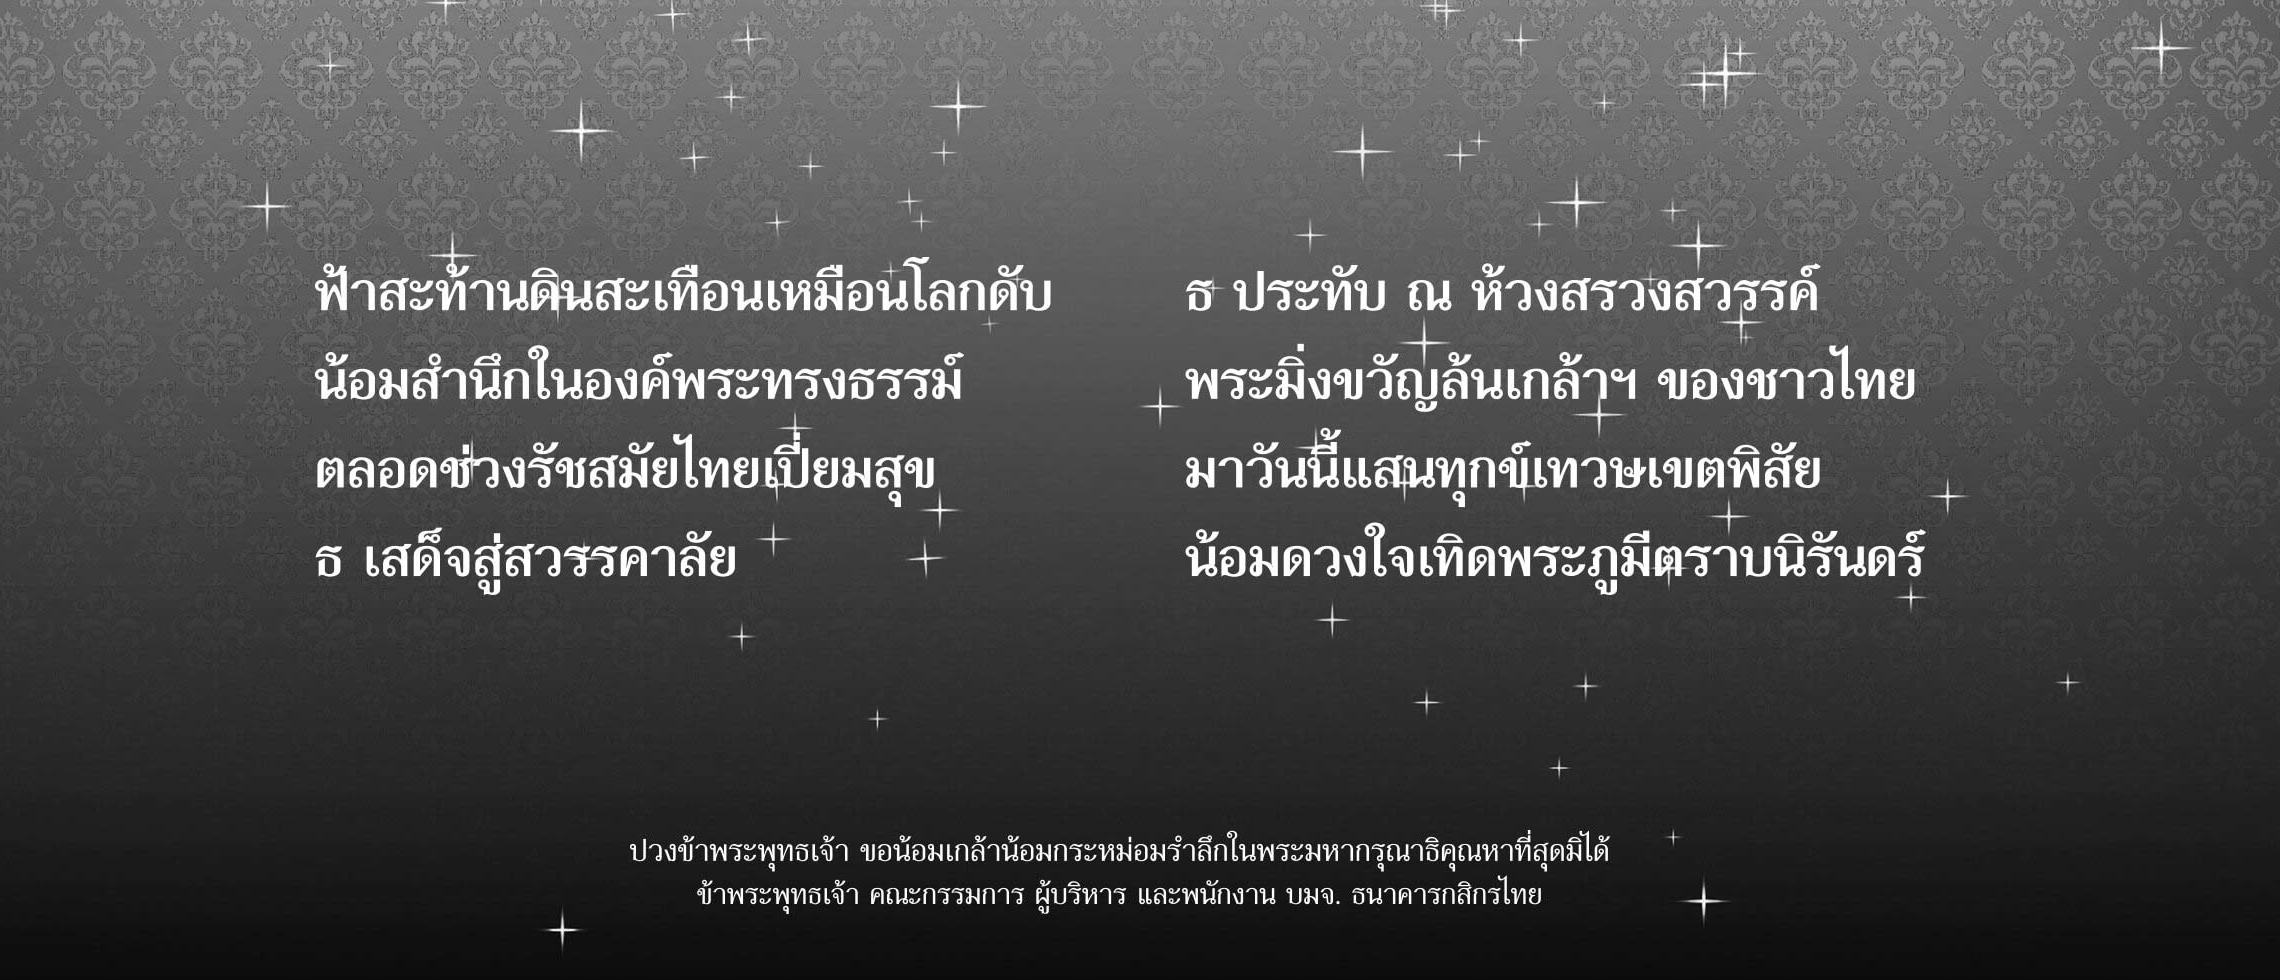 ฟ้าสะท้านดินสะเทือนเหมือนโลกดับ ธ ประทับ ณ ห้วงสรวงสวรรค์
น้อมสำนึกในองค์พระทรงธรรม์ พระมิ่งขวัญล้นเกล้าฯ ของชาวไทย
ตลอดช่วงรัชสมัยไทยเปี่ยมสุข มาวันนี้แสนทุกข์เทวษเขตพิสัย
ธ เสด็จสู่สวรรคาลัย น้อมดวงใจเทิดพระภูมีตราบนิรันดร์
ปวงข้าพระพุทธเจ้า ขอน้อมเกล้าน้อมกระหม่อมรำลึกในพระมหากรุณาธิคุณหาที่สุดมิได้
ข้าพระพุทธเจ้า คณะกรรมการ ผู้บริหาร และพนักงาน บมจ. ธนาคารกสิกรไทย